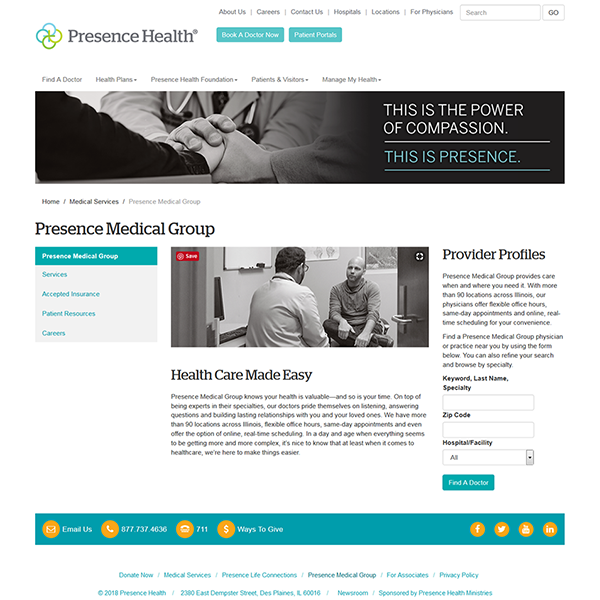 About Us | Careers | Contact Us | Hospitals | Locations | For Physicians
Search
GO
Presence Health®
Book A Doctor Now
Patient Portals
Find A Doctor
Health Plans
Presence Health Foundation
Patients & Visitors
Manage My Health
THIS IS THE POWER
OF COMPASSION.
THIS IS PRESENCE.
Home / Medical Services / Presence Medical Group
Presence Medical Group
Presence Medical Group
Services
Accepted Insurance
Patient Resources
Careers
Save
Health Care Made Easy
Presence Medical Group knows your health is valuable—and so is your time. On top of
being experts in their specialties, our doctors pride themselves on listening, answering
questions and building lasting relationships with you and your loved ones. We have more
than 90 locations across Illinois, flexible office hours, same-day appointments and even
offer the option of online, real-time scheduling. In a day and age when everything seems
to be getting more and more complex, it's nice to know that at least when it comes to
healthcare, we're here to make things easier.
Provider Profiles
Presence Medical Group provides care
when and where you need it. With more
than 90 locations across Illinois, our
physicians offer flexible office hours,
same-day appointments and online, real-
time scheduling for your convenience.
Find a Presence Medical Group physician
or practice near you by using the form
below. You can also refine your search
and browse by specialty.
Keyword, Last Name,
Specialty
Zip Code
Hospital/Facility
All
Find A Doctor
Email Us
877.737.4636
711
$
Ways To Give
f
You Tube
in
Donate Now / Medical Services / Presence Life Connections / Presence Medical Group / For Associates / Privacy Policy
© 2018 Presence Health / 2380 East Dempster Street, Des Plaines, IL 60016 / Newsroom / Sponsored by Presence Health Ministries